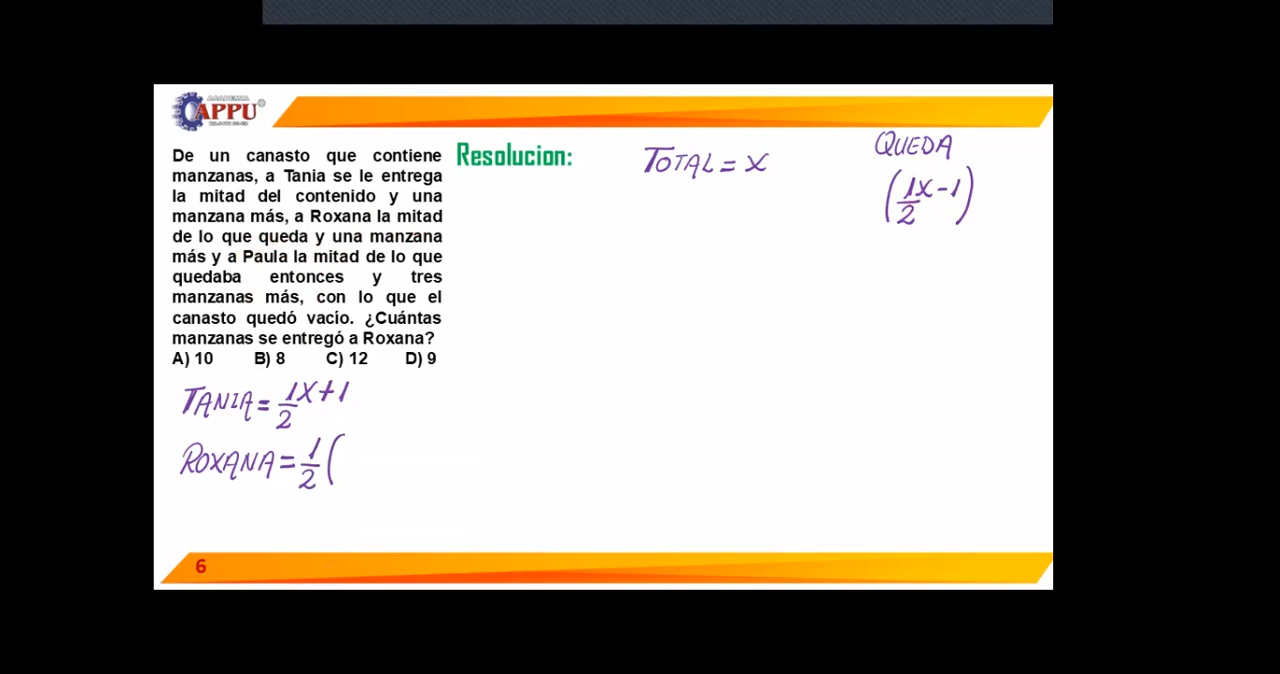 ACADEMIA
APPU
De un canasto que contiene
manzanas, a Tania se le entrega
la mitad del contenido y una
manzana más, a Roxana la mitad
de lo que queda y una manzana
más y a Paula la mitad de lo que
quedaba entonces y tres
manzanas más, con lo que el
canasto quedó vacío. ¿Cuántas
manzanas se entregó a Roxana?
A) 10 B) 8 C) 12 D) 9
Resolucion:
TOTAL = X
QUEDA
(1/2 X - 1)
TANIA = 1/2 X + 1
ROXANA = 1/2 (
6